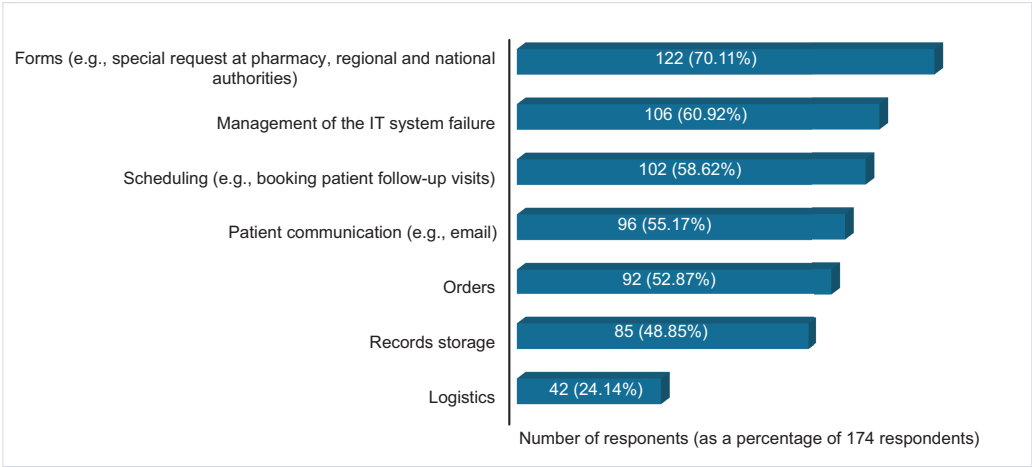 Forms (e.g., special request at pharmacy, regional and national
authorities)
122 (70.11%)
Management of the IT system failure
106 (60.92%)
Scheduling (e.g., booking patient follow-up visits)
102 (58.62%)
Patient communication (e.g., email)
96 (55.17%)
Orders
92 (52.87%)
Records storage
85 (48.85%)
Logistics
42 (24.14%)
Number of responents (as a percentage of 174 respondents)